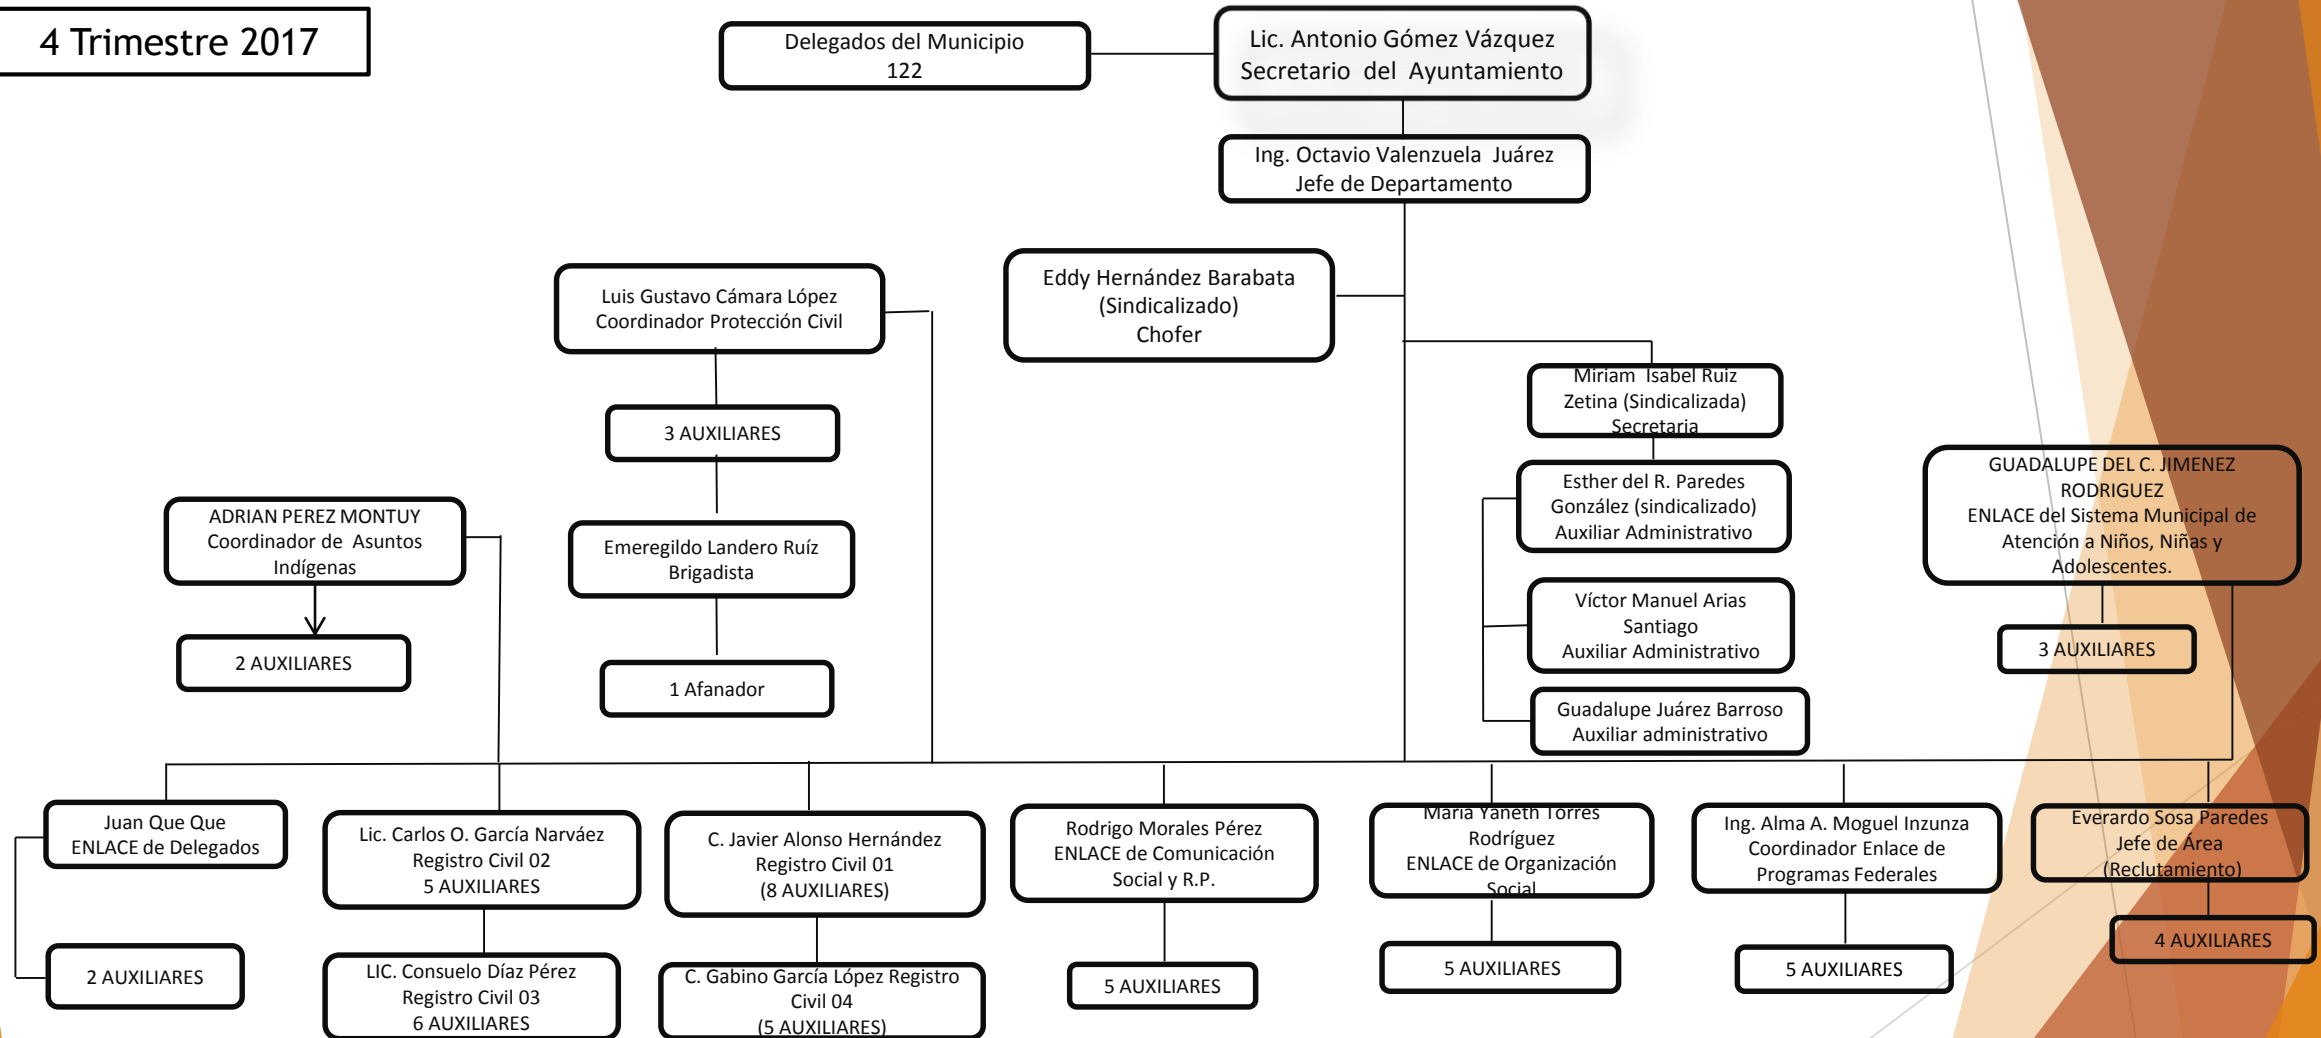 4 Trimestre 2017
Delegados del Municipio
122
Lic. Antonio Gómez Vázquez
Secretario del Ayuntamiento
Ing. Octavio Valenzuela Juárez
Jefe de Departamento
Eddy Hernández Barabata
(Sindicalizado)
Chofer
Luis Gustavo Cámara López
Coordinador Protección Civil
3 AUXILIARES
Emeregildo Landero Ruíz
Brigadista
1 Afanador
ADRIAN PEREZ MONTUY
Coordinador de Asuntos
Indígenas
2 AUXILIARES
Miriam Isabel Ruiz
Zetina (Sindicalizada)
Secretaria
Esther del R. Paredes
González (sindicalizado)
Auxiliar Administrativo
Víctor Manuel Arias
Santiago
Auxiliar Administrativo
Guadalupe Juárez Barroso
Auxiliar administrativo
GUADALUPE DEL C. JIMENEZ
RODRIGUEZ
ENLACE del Sistema Municipal de
Atención a Niños, Niñas y
Adolescentes.
3 AUXILIARES
Juan Que Que
ENLACE de Delegados
2 AUXILIARES
Lic. Carlos O. García Narváez
Registro Civil 02
5 AUXILIARES
LIC. Consuelo Díaz Pérez
Registro Civil 03
6 AUXILIARES
C. Javier Alonso Hernández
Registro Civil 01
(8 AUXILIARES)
C. Gabino García López Registro
Civil 04
(5 AUXILIARES)
Rodrigo Morales Pérez
ENLACE de Comunicación
Social y R.P.
5 AUXILIARES
María Yaneth Torres
Rodríguez
ENLACE de Organización
Social
5 AUXILIARES
Ing. Alma A. Moguel Inzunza
Coordinador Enlace de
Programas Federales
5 AUXILIARES
Everardo Sosa Paredes
Jefe de Área
(Reclutamiento)
4 AUXILIARES